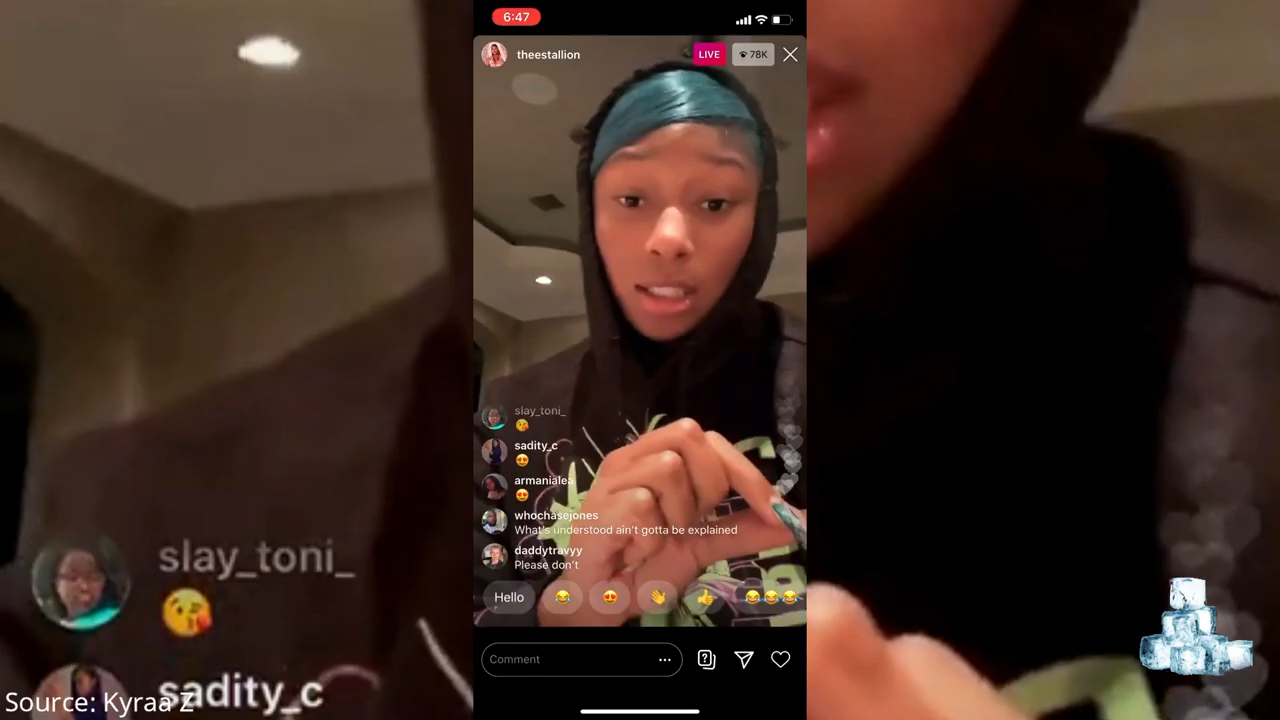 6:47
theestallion
LIVE
78K
slay_toni_
sadity_c
armanialea
whochasejones
What's understood ain't gotta be explained
daddytravyy
Please don't
Hello
Comment
slay_toni_
sadity_c
Source: Kyraa Z